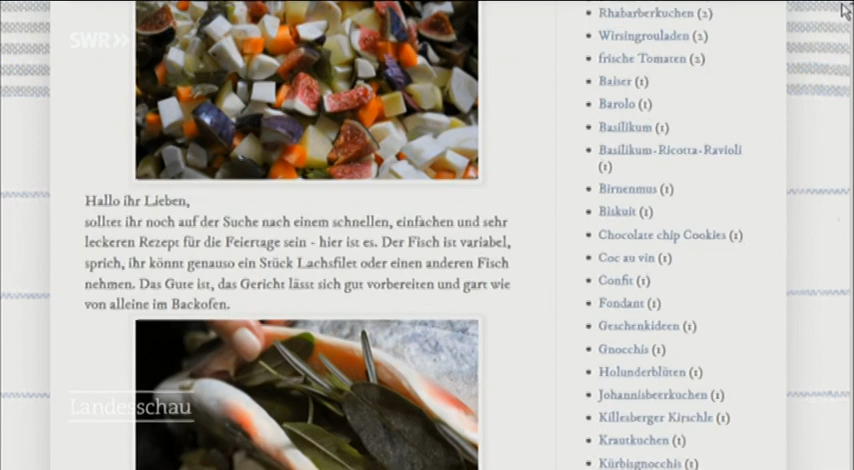 SWR»
Hallo ihr Lieben,
solltet ihr noch auf der Suche nach einem schnellen, einfachen und sehr
leckeren Rezept für die Feiertage sein - hier ist es. Der Fisch ist variabel,
sprich, ihr könnt genauso ein Stück Lachsfilet oder einen anderen Fisch
nehmen. Das Gute ist, das Gericht lässt sich gut vorbereiten und gart wie
von alleine im Backofen.
Landesschau
Rhabarberkuchen (2)
Wirsingrouladen (2)
frische Tomaten (2)
Baiser (1)
Barolo (1)
Basilikum (1)
Basilikum-Ricotta-Ravioli
(1)
Birnenmus (1)
Biskuit (1)
Chocolate chip Cookies (1)
Coc au vin (1)
Confit (1)
Fondant (1)
Geschenkideen (1)
Gnocchis (1)
Holunderblüten (1)
Johannisbeerkuchen (1)
Killesberger Kirschle (1)
Krautkuchen (1)
Kürbisgnocchis (1)